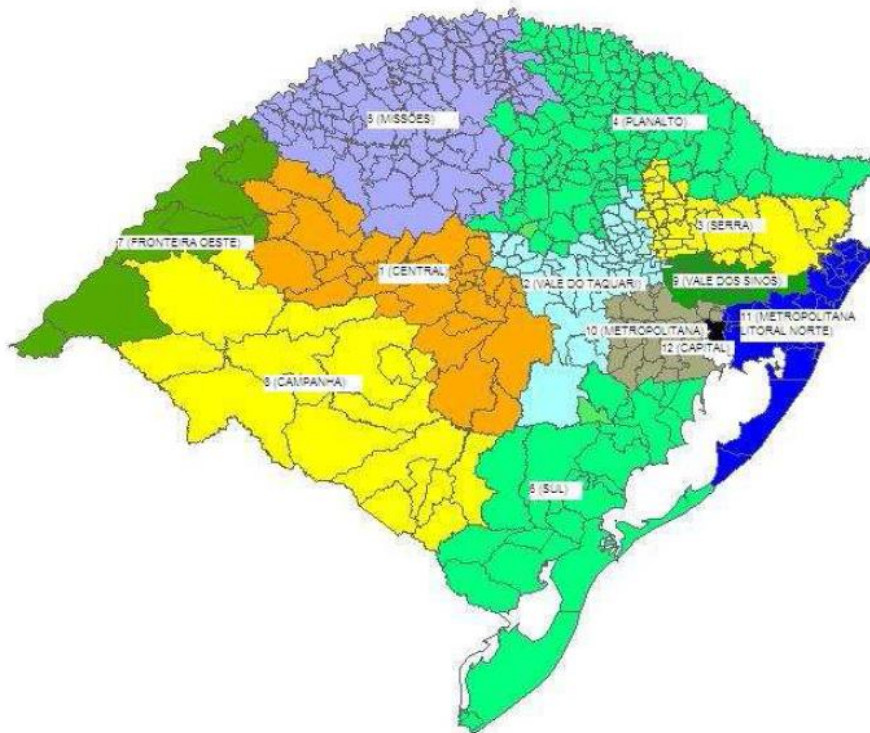 5 (MISSÕES)
4 (PLANALTO)
3 (SERRA)
7 (FRONTEIRA OESTE)
1 (CENTRAL)
2 (VALE DO TAQUARI)
9 (VALE DOS SINOS)
10 (METROPOLITANA)
11 (METROPOLITANA
LITORAL NORTE)
12 (CAPITAL)
8 (CAMPANHA)
6 (SUL)